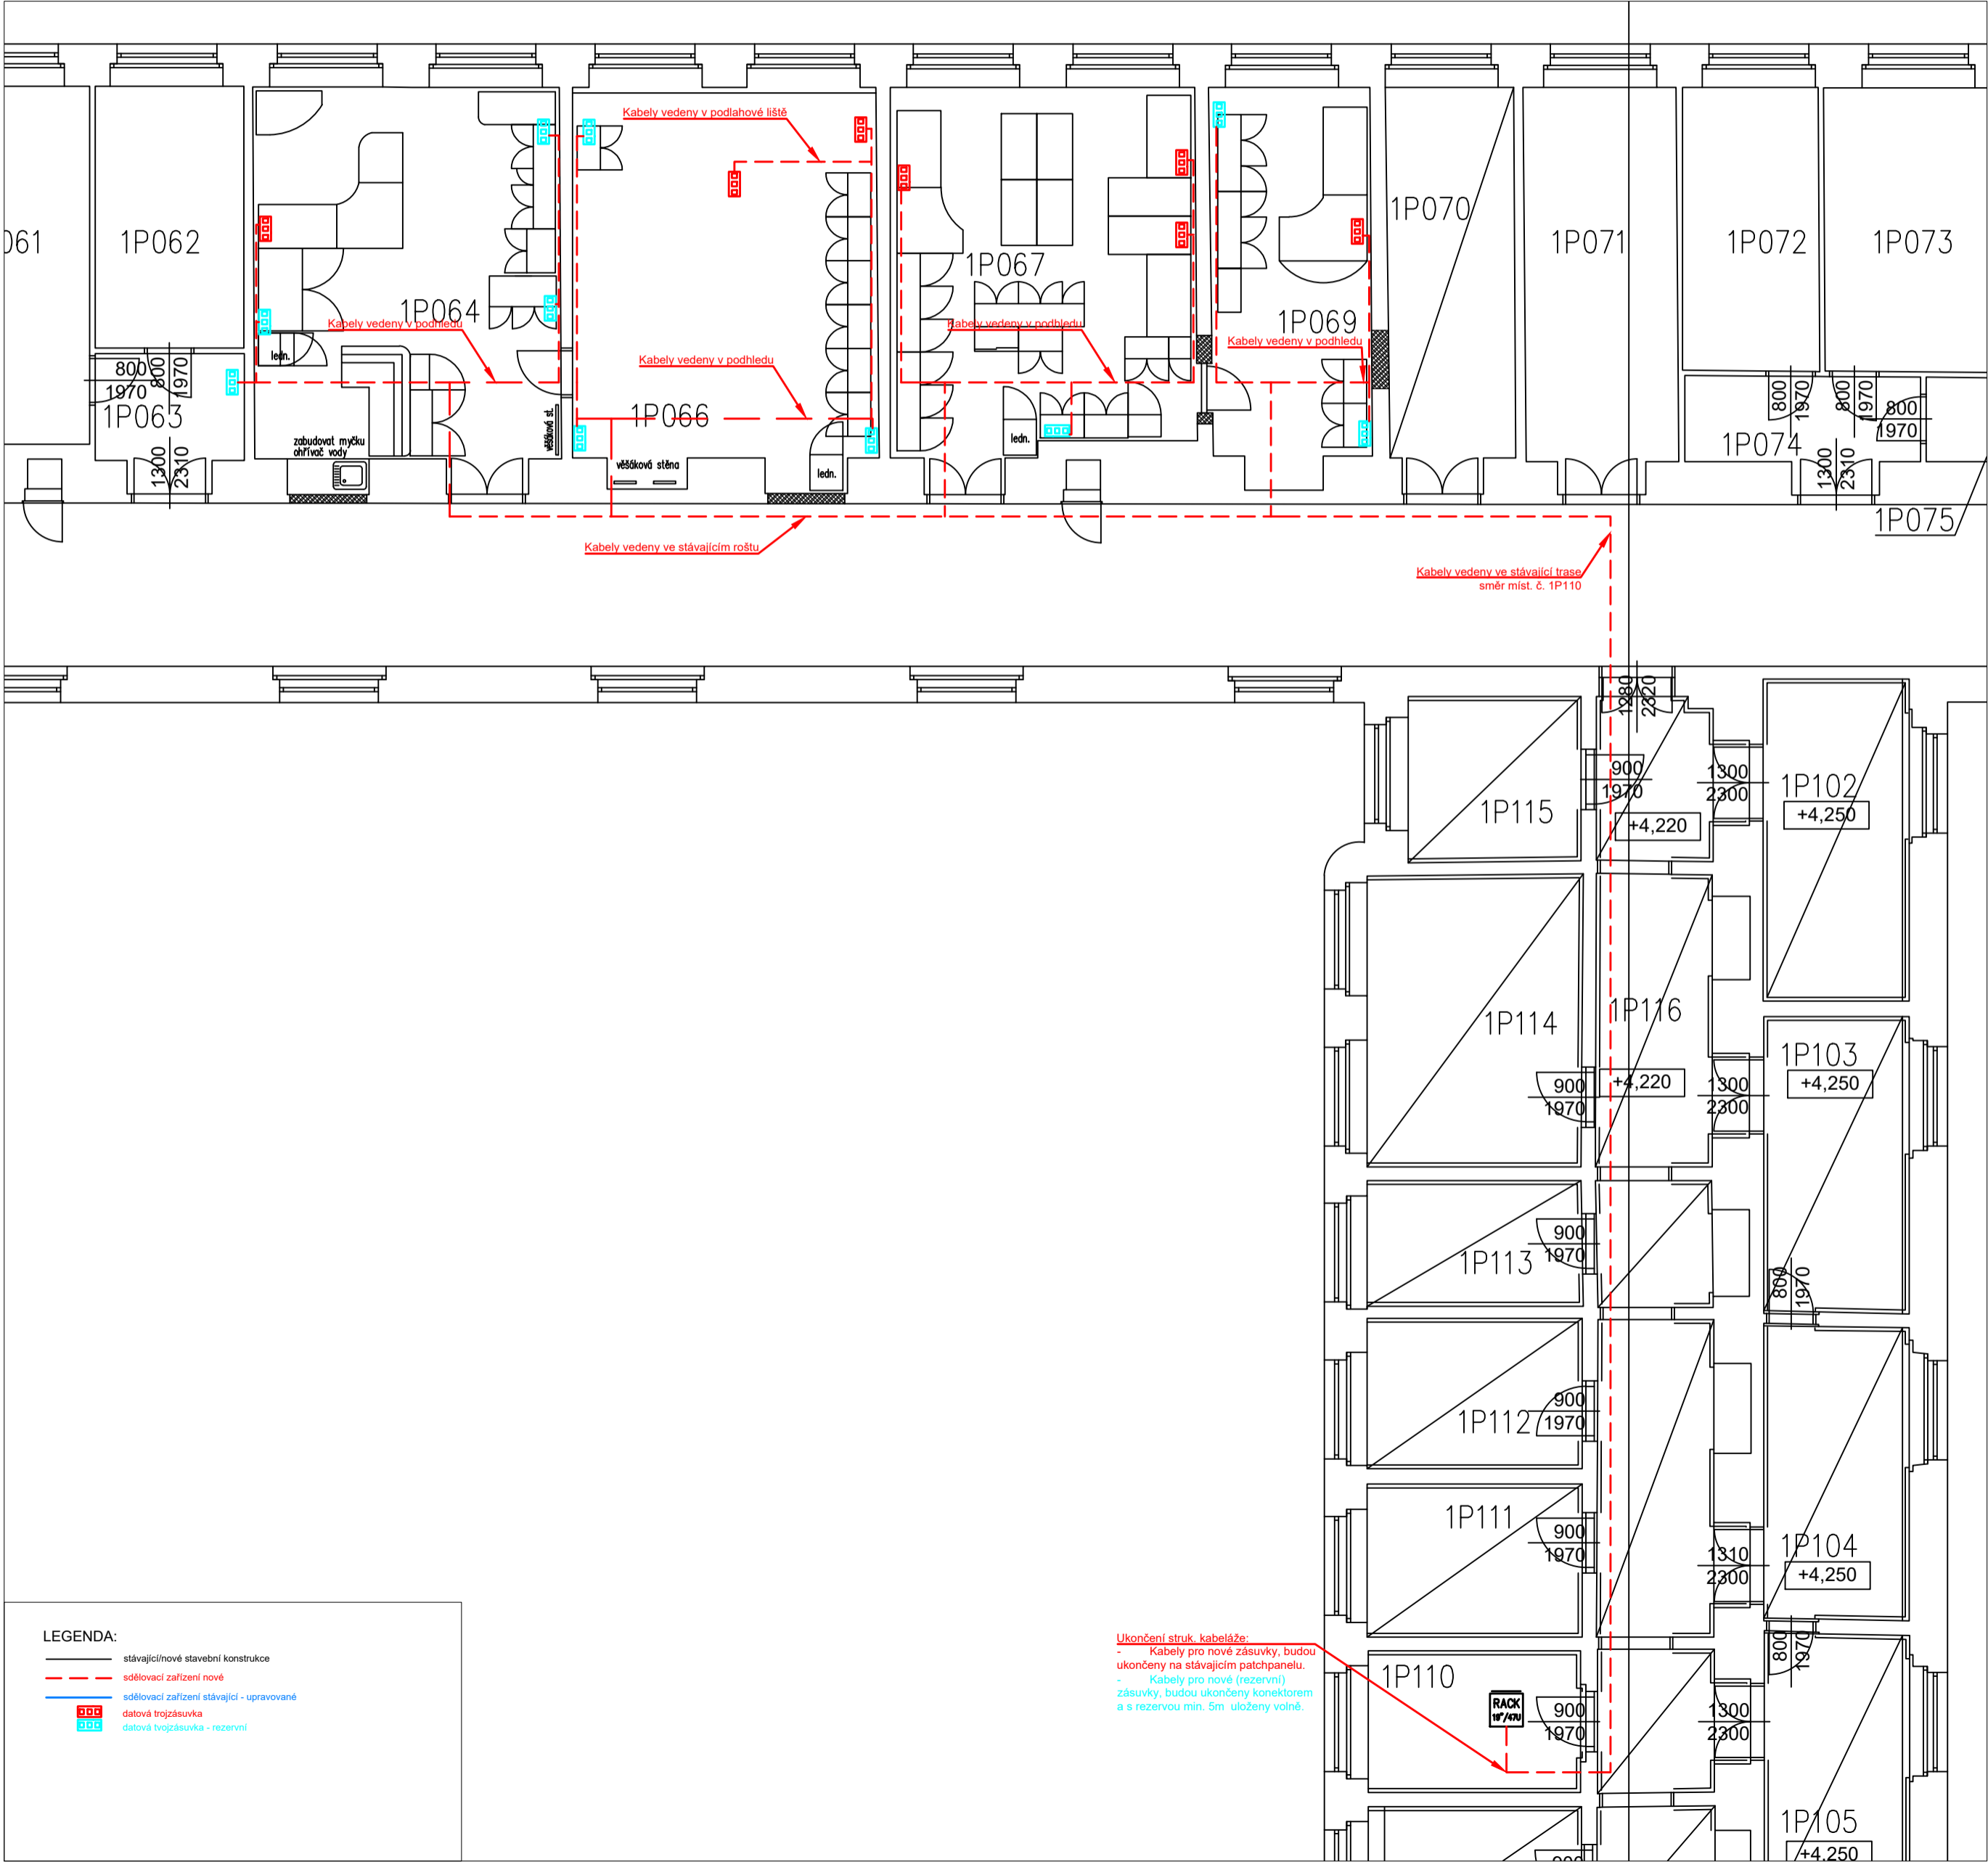 Kabely vedeny v podlahové liště
1P070
061
1P062
1P071
1P072
1P073
1P067
1P064
1P069
Kabely vedeny v podhledu
Kabely vedeny v podhledu
Kabely vedeny v podhledu
Kabely vedeny v podhledu
ledn.
800
1970
800
1970
1P063
1300
2310
zabudovat myčku
ohřívač vody
věšáková st.
1P066
věšáková stěna
ledn.
ledn.
800
1970
800
1970
800
1970
1P074
1300
2310
1P075
Kabely vedeny ve stávajícím roštu
Kabely vedeny ve stávající trase
směr míst. č. 1P110
1280
2320
900
1970
1300
2300
1P102
+4,250
1P115
+4,220
1P114
1P116
1P103
+4,250
+4,220
900
1970
1300
2300
1P113
900
1970
800
1970
1P112
900
1970
1P111
900
1970
1310
2300
1P104
+4,250
800
1970
LEGENDA:
stávající/nové stavební konstrukce
sdělovací zařízení nové
sdělovací zařízení stávající - upravované
datová trojzásuvka
datová tvojzásuvka - rezervní
Ukončení struk. kabeláže:
- Kabely pro nové zásuvky, budou
ukončeny na stávajicím patchpanelu.
- Kabely pro nové (rezervní)
zásuvky, budou ukončeny konektorem
a s rezervou min. 5m uloženy volně.
1P110
RACK
19"/47U
900
1970
1300
2300
1P105
+4,250
900